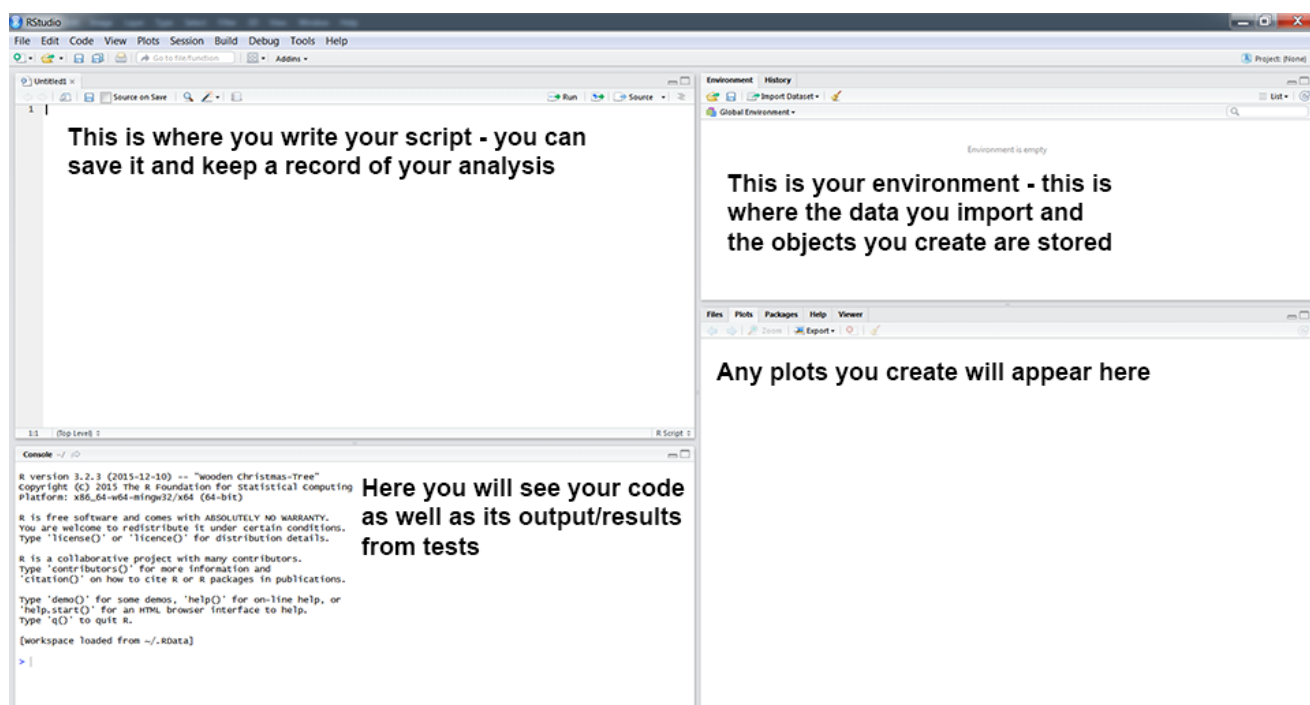 RStudio
File Edit Code View Plots Session Build Debug Tools Help
Go to file/function Addins
Project: (None)
Untitled1 ×
Source on Save Run Source
1
This is where you write your script - you can
save it and keep a record of your analysis
1:1 (Top Level) R Script
Console ~/
R version 3.2.3 (2015-12-10) -- "Wooden Christmas-Tree"
Copyright (C) 2015 The R Foundation for Statistical Computing
Platform: x86_64-w64-mingw32/x64 (64-bit)
R is free software and comes with ABSOLUTELY NO WARRANTY.
You are welcome to redistribute it under certain conditions.
Type 'license()' or 'licence()' for distribution details.
R is a collaborative project with many contributors.
Type 'contributors()' for more information and
'citation()' on how to cite R or R packages in publications.
Type 'demo()' for some demos, 'help()' for on-line help, or
'help.start()' for an HTML browser interface to help.
Type 'q()' to quit R.
[Workspace loaded from ~/.RData]
>
Here you will see your code
as well as its output/results
from tests
Environment History
Import Dataset List
Global Environment
Environment is empty
This is your environment - this is
where the data you import and
the objects you create are stored
Files Plots Packages Help Viewer
Zoom Export
Any plots you create will appear here